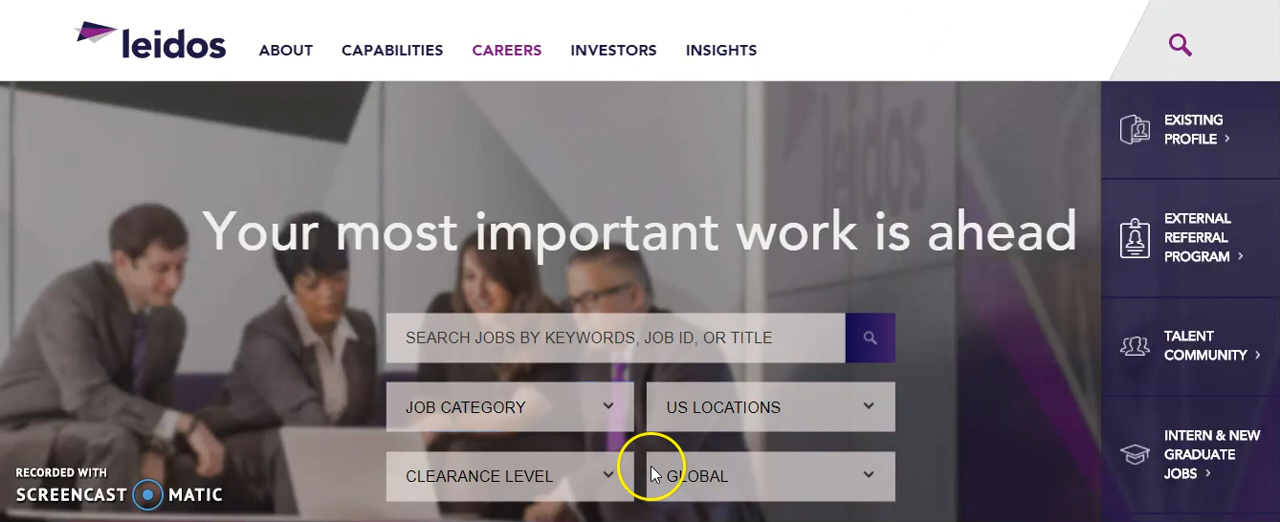 leidos
ABOUT CAPABILITIES CAREERS INVESTORS INSIGHTS
EXISTING
PROFILE >
leidos
Your most important work is ahead
EXTERNAL
REFERRAL
PROGRAM >
SEARCH JOBS BY KEYWORDS, JOB ID, OR TITLE
TALENT
COMMUNITY >
JOB CATEGORY US LOCATIONS
CLEARANCE LEVEL GLOBAL
INTERN & NEW
GRADUATE
JOBS >
RECORDED WITH
SCREENCAST MATIC